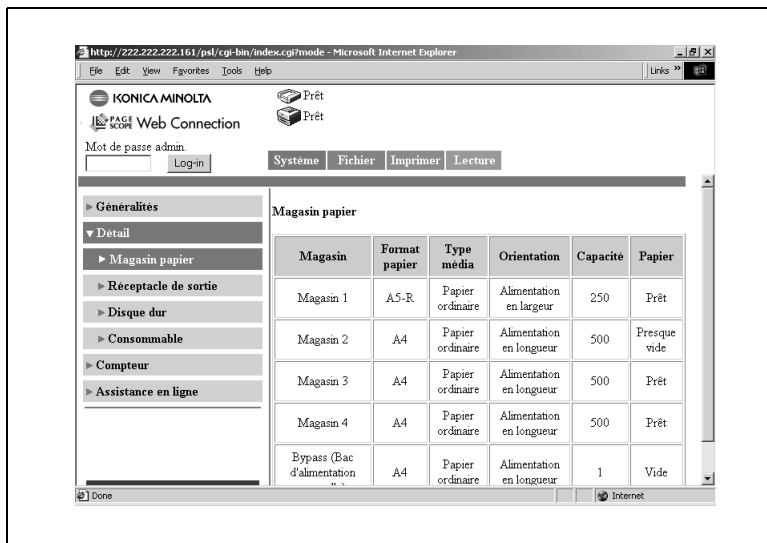 http://222.222.222.161/psl/cgi-bin/index.cgi?mode - Microsoft Internet Explorer
File Edit View Favorites Tools Help
Links »
KONICA MINOLTA
PAGE SCOPE Web Connection
Prêt
Prêt
Mot de passe admin.
Log-in
Système Fichier Imprimer Lecture
Généralités
Détail
Magasin papier
Réceptacle de sortie
Disque dur
Consommable
Compteur
Assistance en ligne
Magasin papier
Magasin Format papier Type média Orientation Capacité Papier
Magasin 1 A5-R Papier ordinaire Alimentation en largeur 250 Prêt
Magasin 2 A4 Papier ordinaire Alimentation en longueur 500 Presque vide
Magasin 3 A4 Papier ordinaire Alimentation en longueur 500 Prêt
Magasin 4 A4 Papier ordinaire Alimentation en longueur 500 Prêt
Bypass (Bac d'alimentation A4 Papier ordinaire Alimentation en longueur 1 Vide
Done
Internet